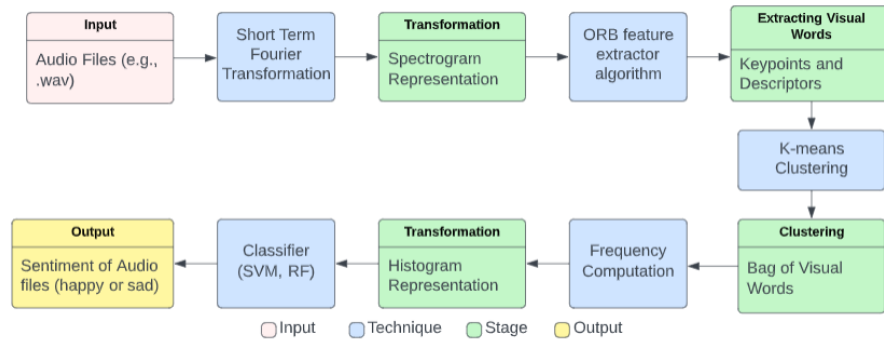 Input
Audio Files (e.g.,
.wav)
Short Term
Fourier
Transformation
Transformation
Spectrogram
Representation
ORB feature
extractor
algorithm
Extracting Visual
Words
Keypoints and
Descriptors
K-means
Clustering
Clustering
Bag of Visual
Words
Frequency
Computation
Transformation
Histogram
Representation
Classifier
(SVM, RF)
Output
Sentiment of Audio
files (happy or sad)
Input
Technique
Stage
Output